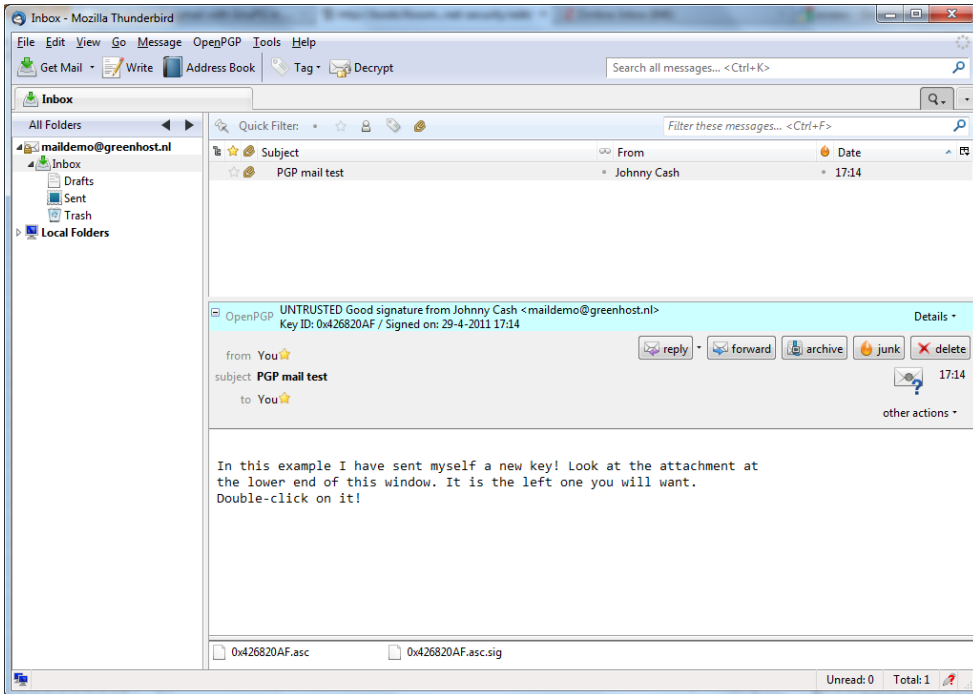 Inbox - Mozilla Thunderbird
File Edit View Go Message OpenPGP Tools Help
Get Mail Write Address Book Tag Decrypt Search all messages... <Ctrl+K>
Inbox
All Folders Quick Filter: Filter these messages... <Ctrl+F>
maildemo@greenhost.nl Subject From Date
Inbox PGP mail test Johnny Cash 17:14
Drafts
Sent
Trash
Local Folders
OpenPGP UNTRUSTED Good signature from Johnny Cash <maildemo@greenhost.nl> Details
Key ID: 0x426820AF / Signed on: 29-4-2011 17:14
from You reply forward archive junk delete
subject PGP mail test 17:14
to You
other actions
In this example I have sent myself a new key! Look at the attachment at
the lower end of this window. It is the left one you will want.
Double-click on it!
0x426820AF.asc 0x426820AF.asc.sig
Unread: 0 Total: 1